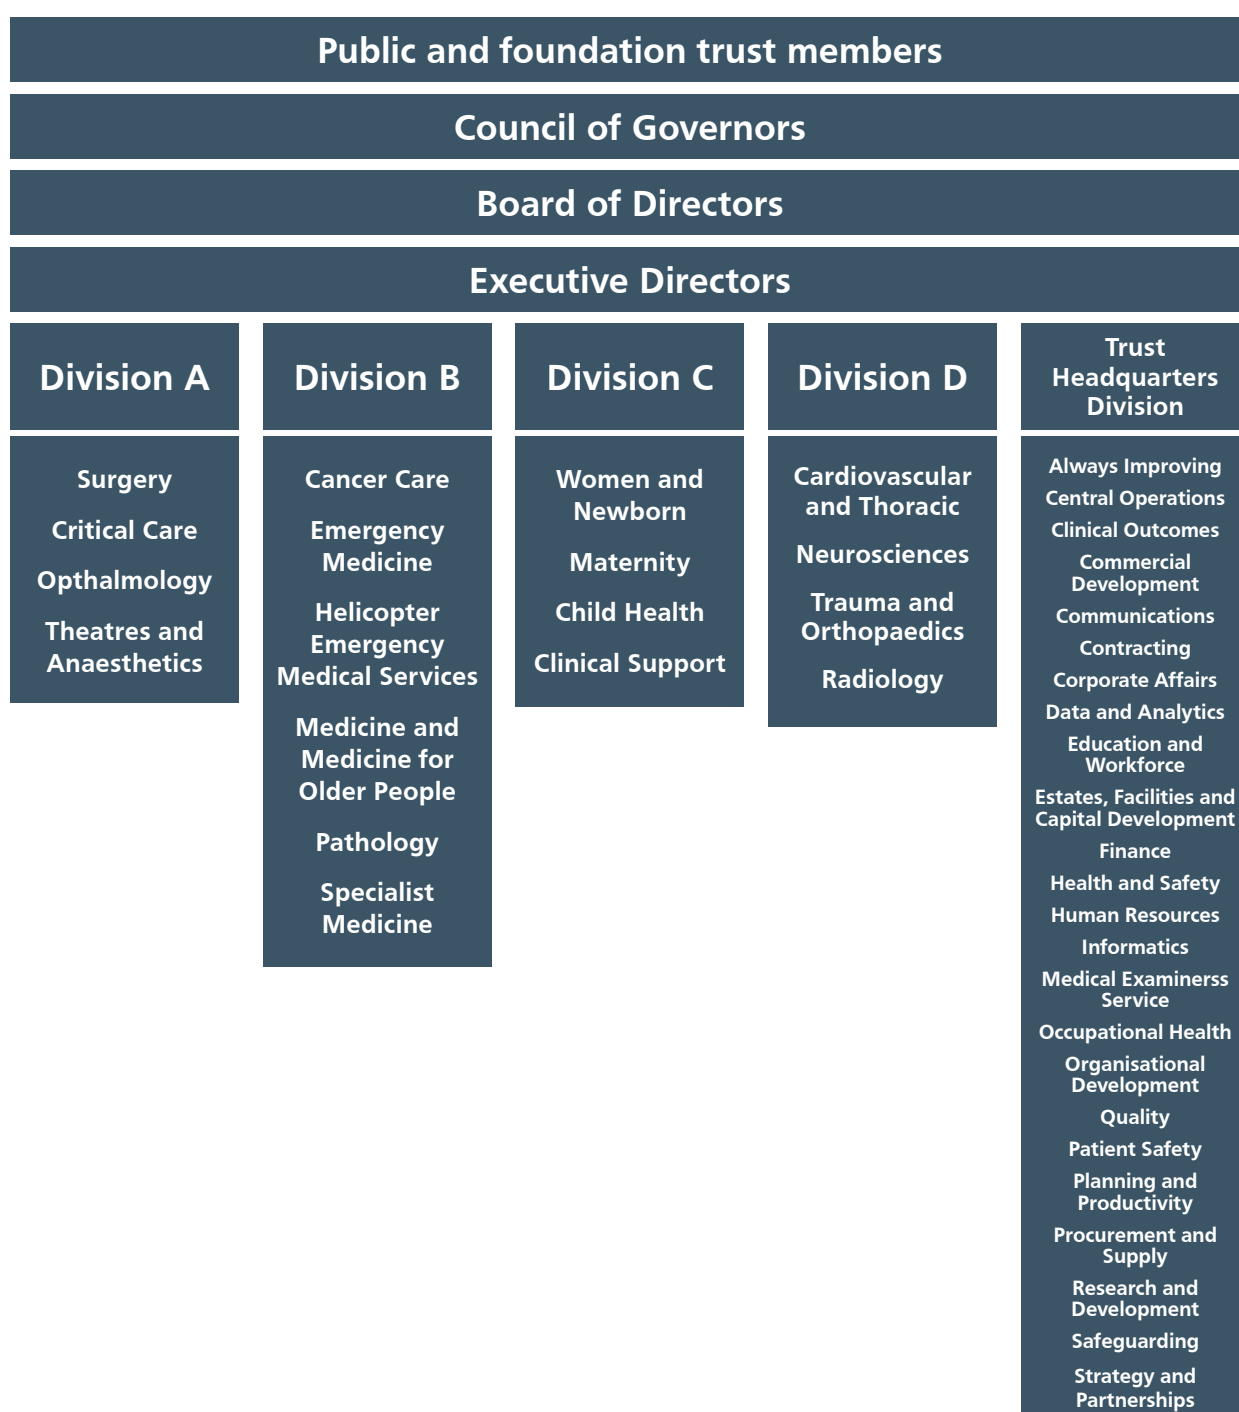 Public and foundation trust members
Council of Governors
Board of Directors
Executive Directors
Division A
Surgery
Critical Care
Opthalmology
Theatres and
Anaesthetics
Division B
Cancer Care
Emergency
Medicine
Helicopter
Emergency
Medical Services
Medicine and
Medicine for
Older People
Pathology
Specialist
Medicine
Division C
Women and
Newborn
Maternity
Child Health
Clinical Support
Division D
Cardiovascular
and Thoracic
Neurosciences
Trauma and
Orthopaedics
Radiology
Trust
Headquarters
Division
Always Improving
Central Operations
Clinical Outcomes
Commercial
Development
Communications
Contracting
Corporate Affairs
Data and Analytics
Education and
Workforce
Estates, Facilities and
Capital Development
Finance
Health and Safety
Human Resources
Informatics
Medical Examinerss
Service
Occupational Health
Organisational
Development
Quality
Patient Safety
Planning and
Productivity
Procurement and
Supply
Research and
Development
Safeguarding
Strategy and
Partnerships